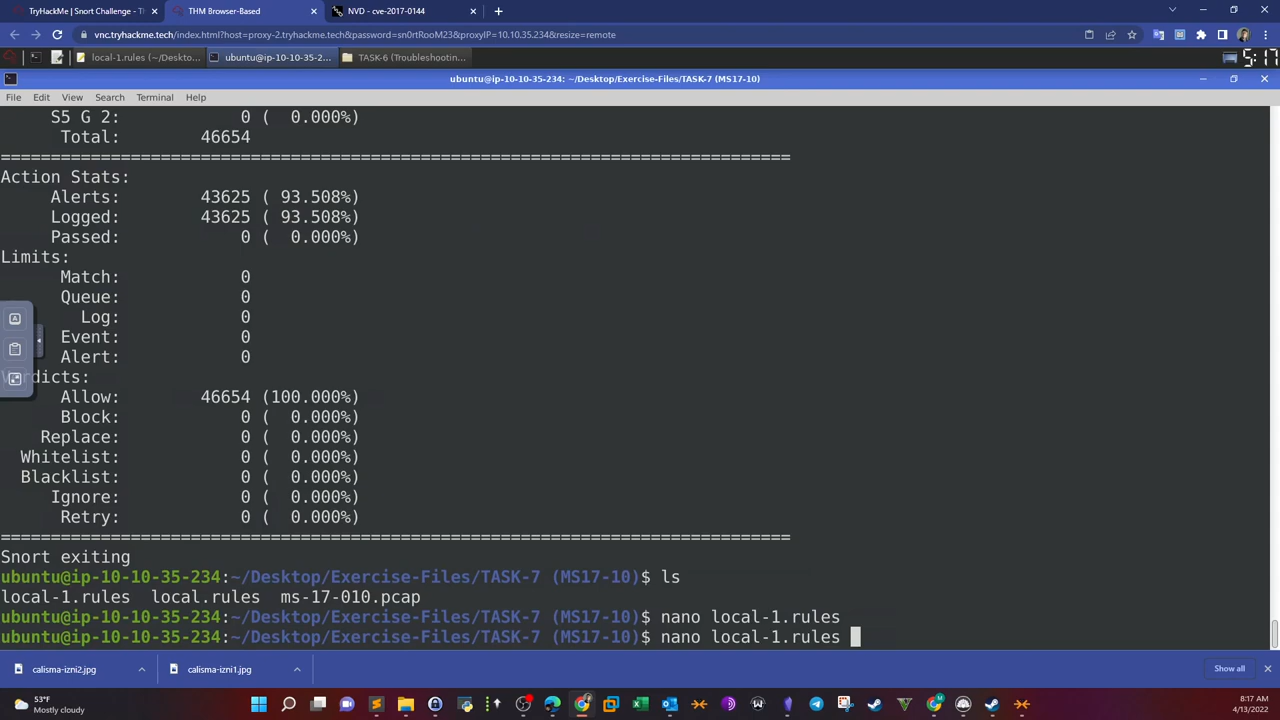 TryHackMe | Snort Challenge - Th
THM Browser-Based
NVD - cve-2017-0144
vnc.tryhackme.tech/index.html?host=proxy-2.tryhackme.tech&password=sn0rtRooM23&proxyIP=10.10.35.234&resize=remote
local-1.rules (~/Deskto...
ubuntu@ip-10-10-35-2...
TASK-6 (Troubleshootin...
5:17
ubuntu@ip-10-10-35-234: ~/Desktop/Exercise-Files/TASK-7 (MS17-10)
File Edit View Search Terminal Help
S5 G 2: 0 ( 0.000%)
Total: 46654
===============================================================================
Action Stats:
Alerts: 43625 ( 93.508%)
Logged: 43625 ( 93.508%)
Passed: 0 ( 0.000%)
Limits:
Match: 0
Queue: 0
Log: 0
Event: 0
Alert: 0
rdicts:
Allow: 46654 (100.000%)
Block: 0 ( 0.000%)
Replace: 0 ( 0.000%)
Whitelist: 0 ( 0.000%)
Blacklist: 0 ( 0.000%)
Ignore: 0 ( 0.000%)
Retry: 0 ( 0.000%)
===============================================================================
Snort exiting
ubuntu@ip-10-10-35-234:~/Desktop/Exercise-Files/TASK-7 (MS17-10)$ ls
local-1.rules local.rules ms-17-010.pcap
ubuntu@ip-10-10-35-234:~/Desktop/Exercise-Files/TASK-7 (MS17-10)$ nano local-1.rules
ubuntu@ip-10-10-35-234:~/Desktop/Exercise-Files/TASK-7 (MS17-10)$ nano local-1.rules
calisma-izni2.jpg
calisma-izni1.jpg
Show all
53°F
Mostly cloudy
8:17 AM
4/13/2022